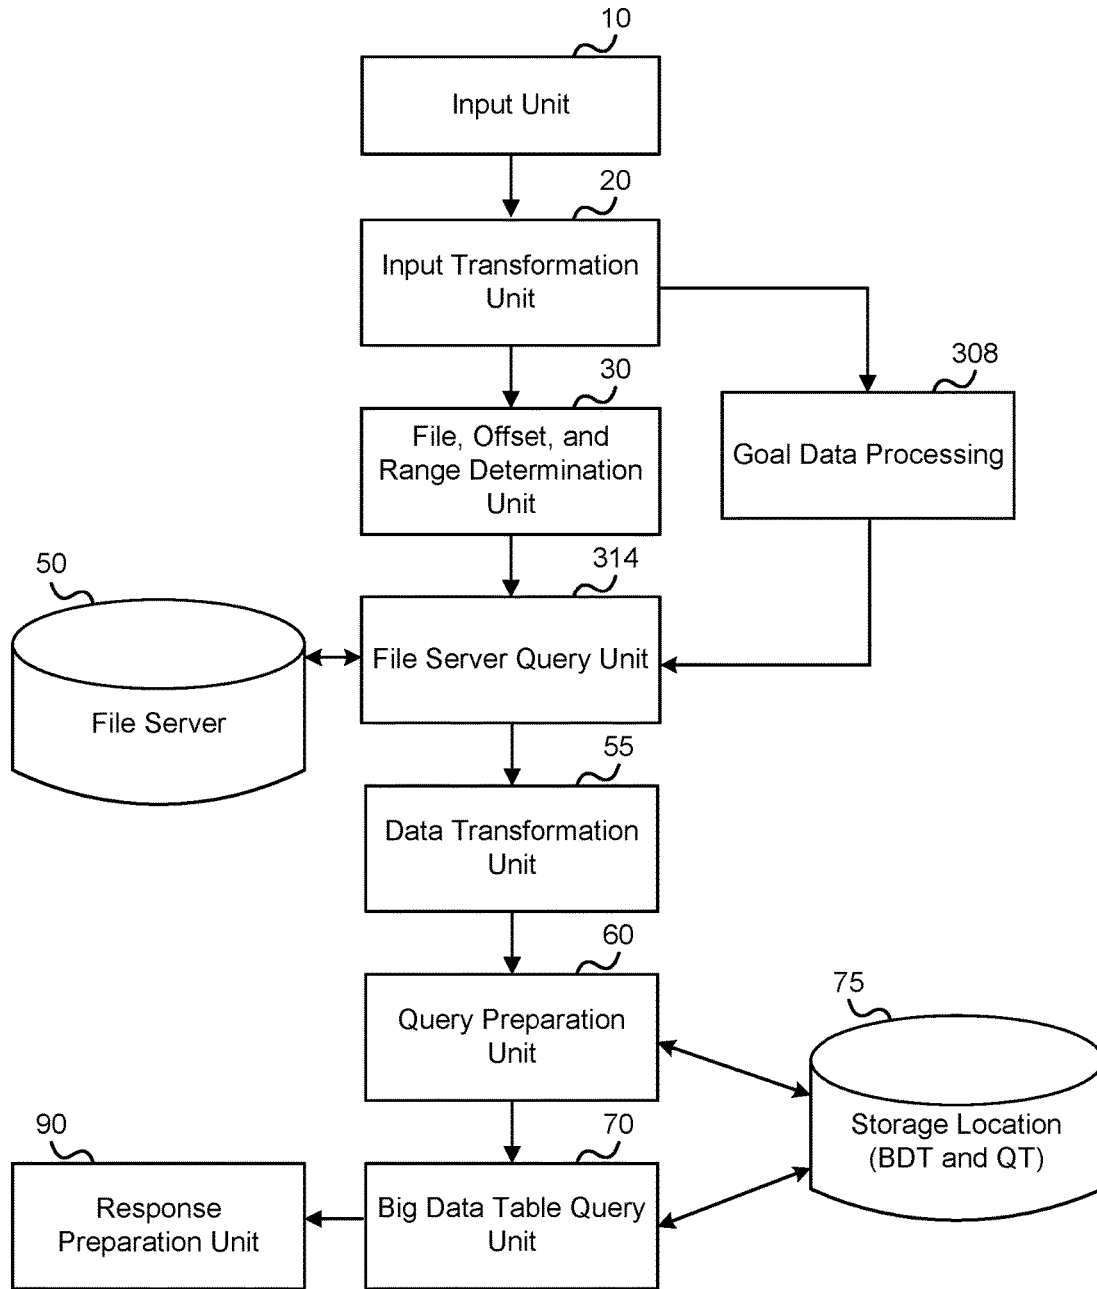 10
Input Unit
20
Input Transformation
Unit
30
File, Offset, and
Range Determination
Unit
308
Goal Data Processing
50
File Server
314
File Server Query Unit
55
Data Transformation
Unit
60
Query Preparation
Unit
75
Storage Location
(BDT and QT)
90
Response
Preparation Unit
70
Big Data Table Query
Unit